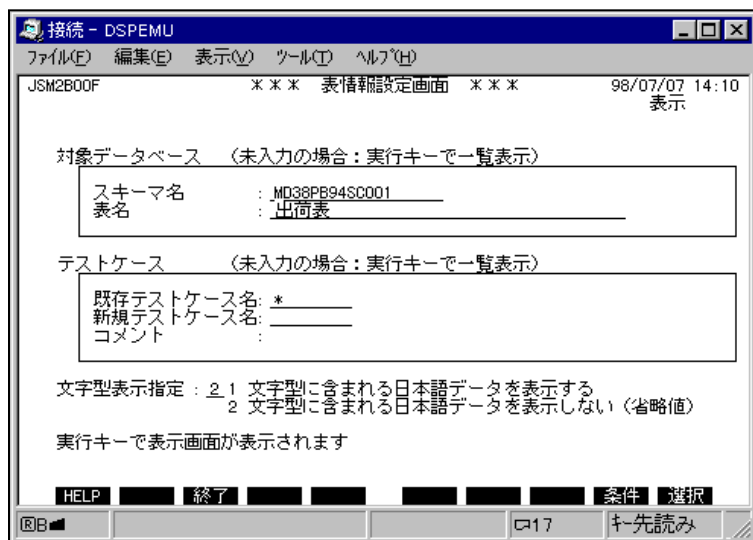 接続 - DSPEMU
ファイル(F) 編集(E) 表示(V) ツール(T) ヘルプ(H)
JSM2B00F ＊＊＊ 表情報設定画面 ＊＊＊ 98/07/07 14:10
表示
対象データベース (未入力の場合：実行キーで一覧表示)
スキーマ名 : MD38PB94SC001
表名 : 出荷表
テストケース (未入力の場合：実行キーで一覧表示)
既存テストケース名: *
新規テストケース名:
コメント :
文字型表示指定 : 2 1 文字型に含まれる日本語データを表示する
2 文字型に含まれる日本語データを表示しない (省略値)
実行キーで表示画面が表示されます
HELP 終了 条件 選択
RB 17 キー先読み